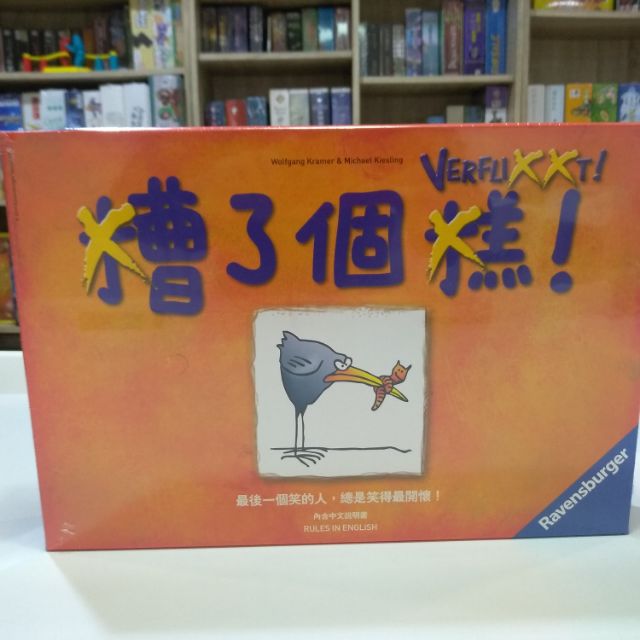 Wolfgang Kramer & Michael Kiesling
VERFLIXXT!
糟了個糕！
最後一個笑的人，總是笑得最開懷！
內含中文說明書
RULES IN ENGLISH
Ravensburger